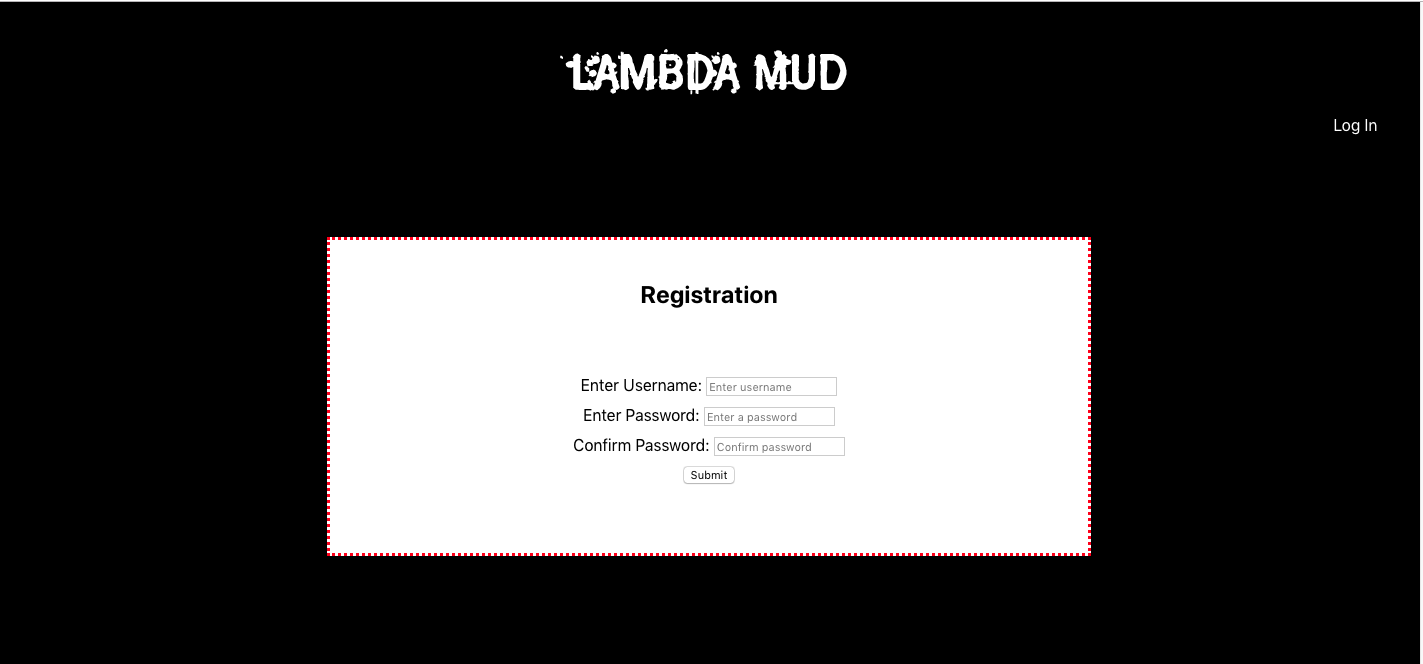 LAMBDA MUD
Log In
Registration
Enter Username: Enter username
Enter Password: Enter a password
Confirm Password: Confirm password
Submit